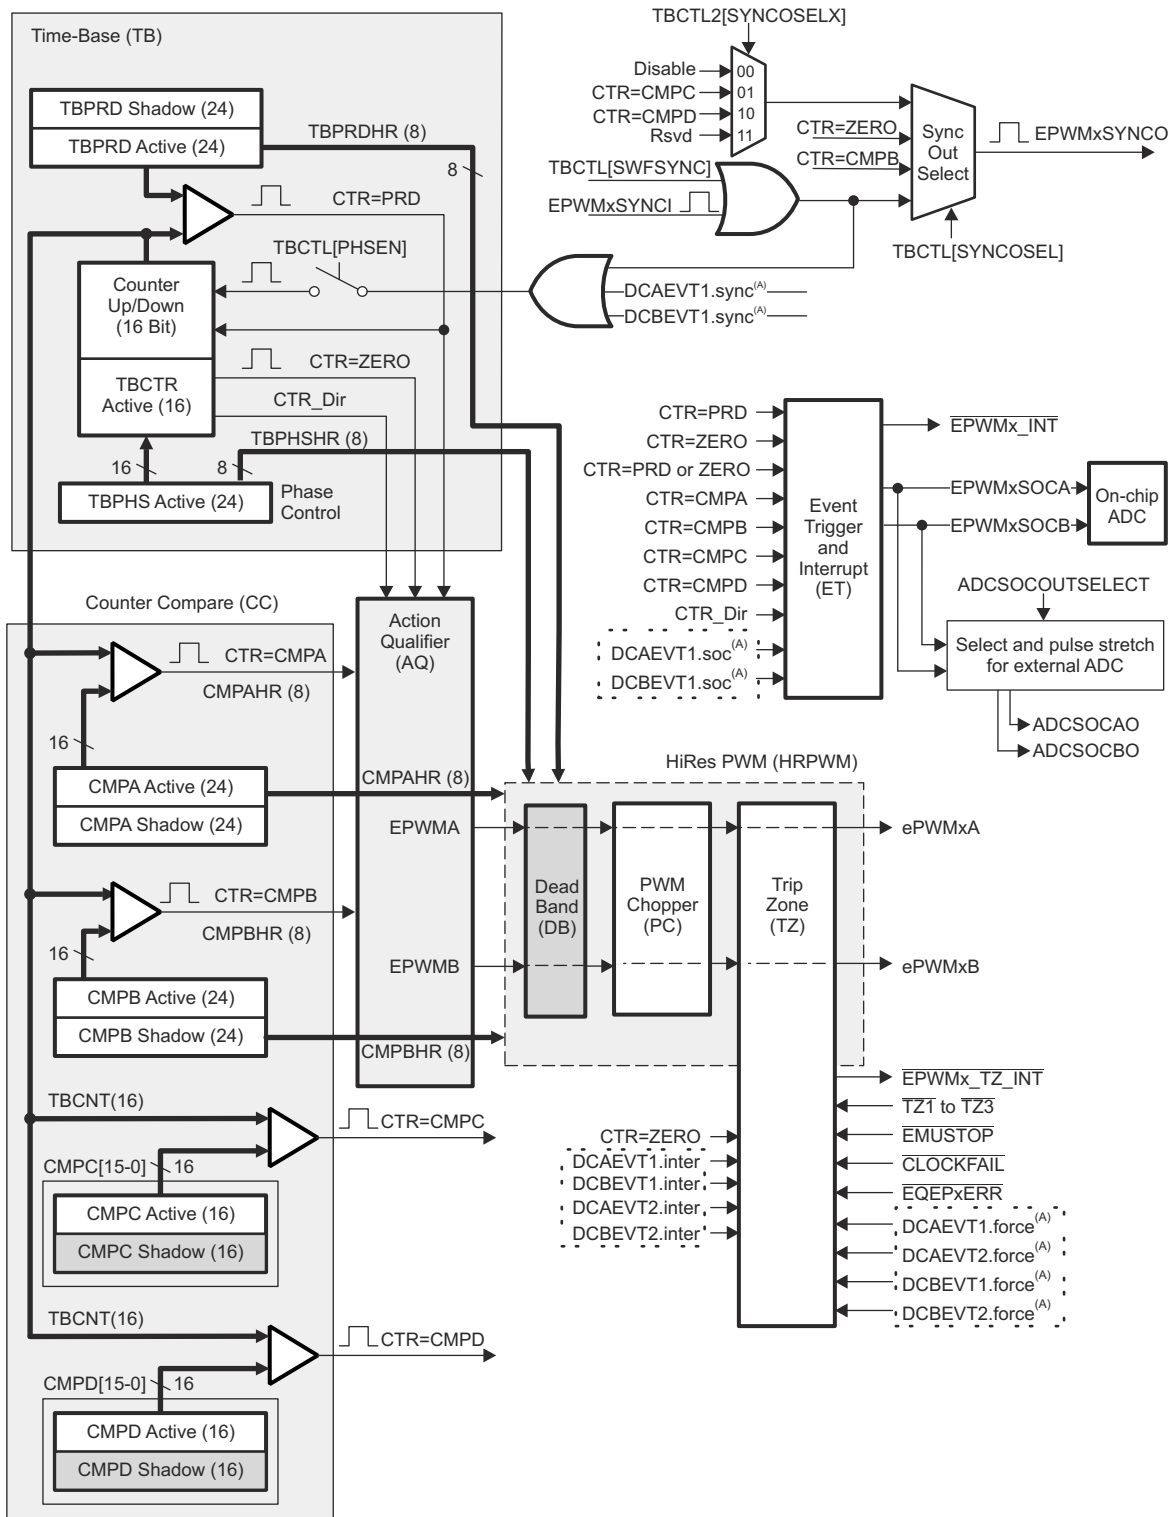 TBCTL2[SYNCOSELX]
Time-Base (TB)
Disable
00
CTR=CMPC
01
CTR=CMPD
10
Rsvd
11
TBPRD Shadow (24)
TBPRD Active (24)
TBPRDHR (8)
8
CTR=ZERO
CTR=CMPB
Sync
Out
Select
EPWMxSYNCO
TBCTL[SWFSYNC]
EPWMxSYNCI
TBCTL[SYNCOSEL]
CTR=PRD
TBCTL[PHSEN]
DCAEVT1.sync(A)
DCBEVT1.sync(A)
Counter
Up/Down
(16 Bit)
TBCTR
Active (16)
CTR=ZERO
CTR_Dir
TBPHSHR (8)
16
8
TBPHS Active (24)
Phase
Control
CTR=PRD
CTR=ZERO
CTR=PRD or ZERO
CTR=CMPA
CTR=CMPB
CTR=CMPC
CTR=CMPD
CTR_Dir
DCAEVT1.soc(A)
DCBEVT1.soc(A)
Event
Trigger
and
Interrupt
(ET)
EPWMx_INT
EPWMxSOCA
EPWMxSOCB
On-chip
ADC
ADCSOCOUTSELECT
Select and pulse stretch
for external ADC
ADCSOCAO
ADCSOCBO
Counter Compare (CC)
Action
Qualifier
(AQ)
CTR=CMPA
CMPAHR (8)
16
CMPA Active (24)
CMPA Shadow (24)
CMPAHR (8)
HiRes PWM (HRPWM)
EPWMA
ePWMxA
CTR=CMPB
CMPBHR (8)
16
Dead
Band
(DB)
PWM
Chopper
(PC)
Trip
Zone
(TZ)
EPWMB
ePWMxB
CMPB Active (24)
CMPB Shadow (24)
CMPBHR (8)
EPWMx_TZ_INT
TZ1 to TZ3
EMUSTOP
CLOCKFAIL
EQEPxERR
DCAEVT1.force(A)
DCAEVT2.force(A)
DCBEVT1.force(A)
DCBEVT2.force(A)
CTR=ZERO
DCAEVT1.inter
DCBEVT1.inter
DCAEVT2.inter
DCBEVT2.inter
TBCNT(16)
CTR=CMPC
CMPC[15-0]
16
CMPC Active (16)
CMPC Shadow (16)
TBCNT(16)
CTR=CMPD
CMPD[15-0]
16
CMPD Active (16)
CMPD Shadow (16)